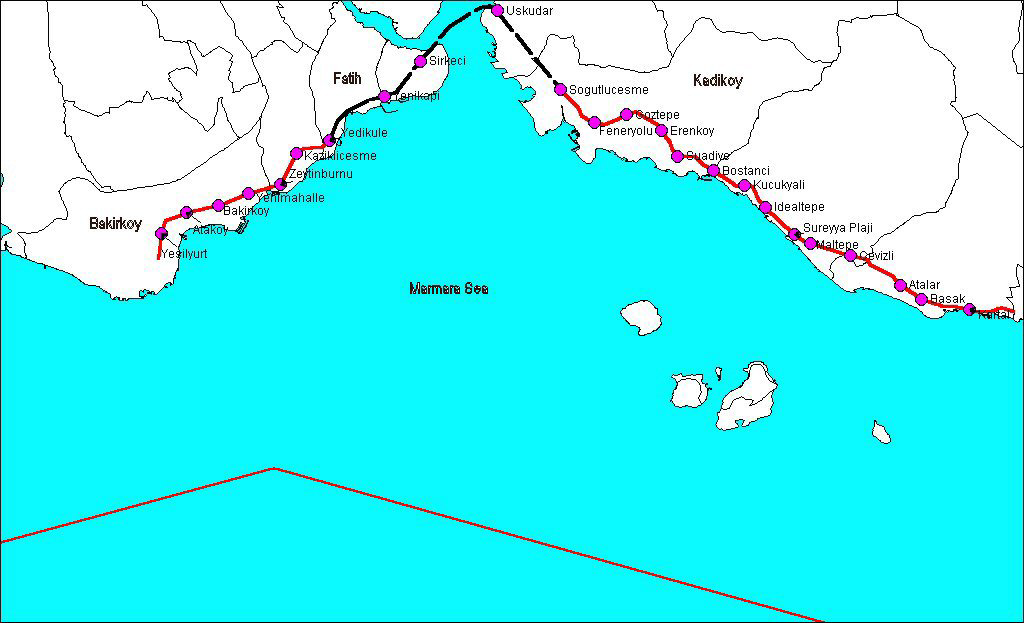 Uskudar
Sirkeci
Fatih
Kadikoy
Yenikapi
Sogutlucesme
Goztepe
Feneryolu
Erenkoy
Yedikule
Kazliicesme
Suadiye
Bostanci
Zeytinburnu
Kucukyali
Yenimahalle
Idealtepe
Bakirkoy
Bakirkoy
Atakoy
Sureyya Plaji
Maltepe
Yesilyurt
Cevizli
Marmara Sea
Atalar
Basak
Kartal